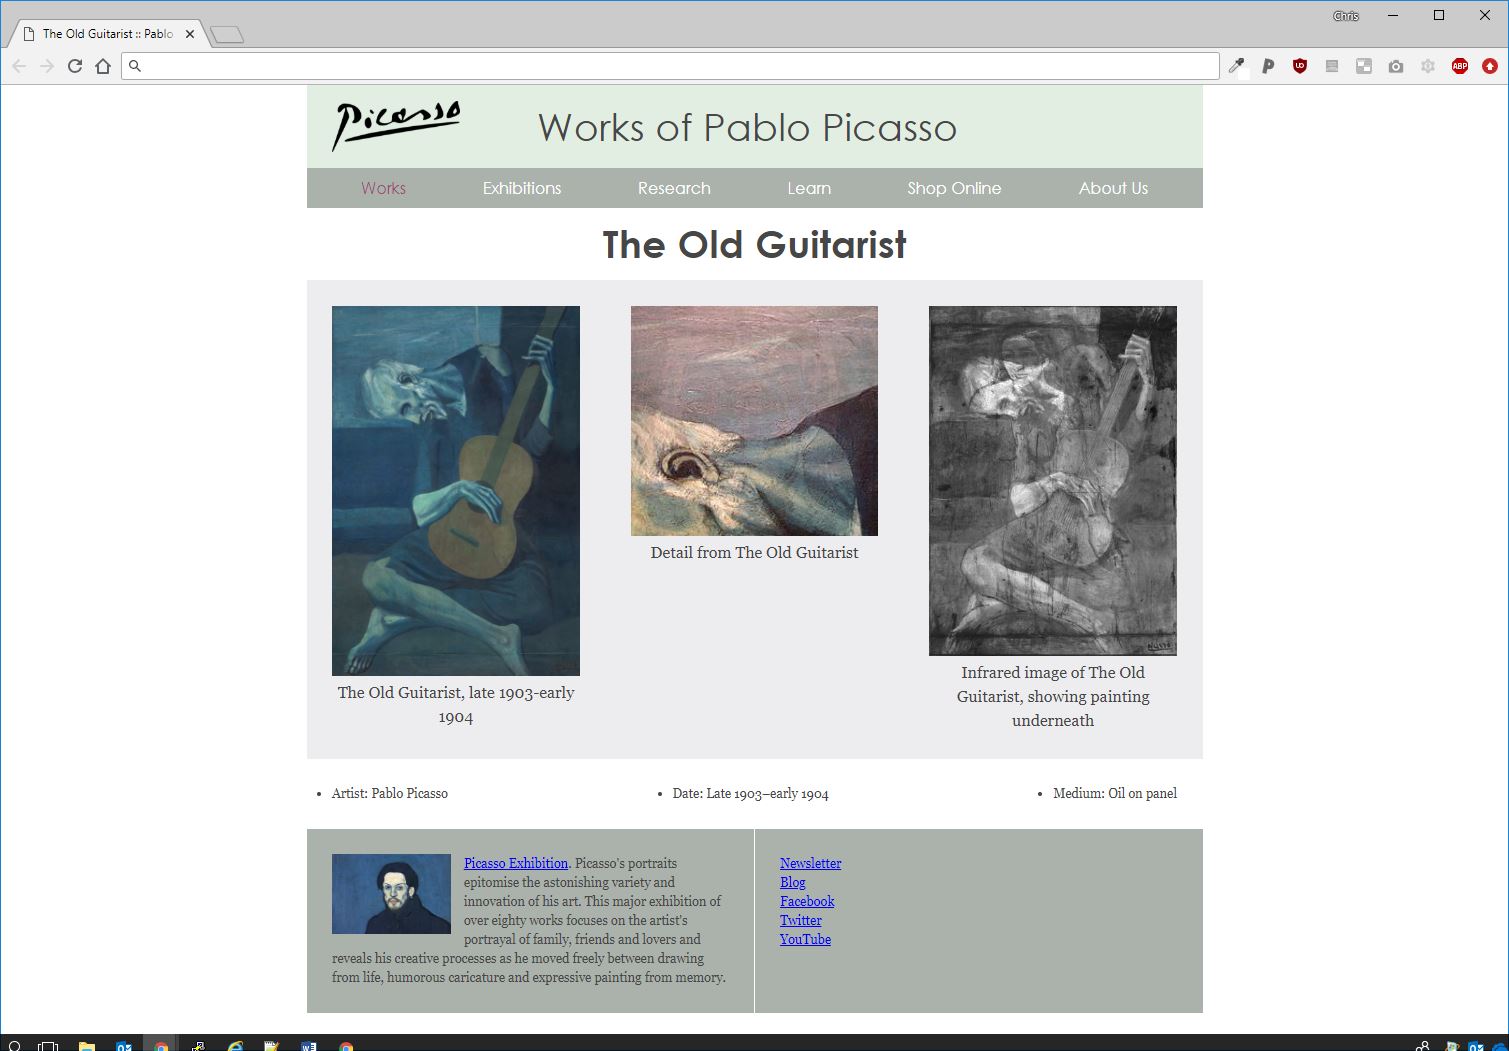 Chris
The Old Guitarist :: Pablo
Picasso
Works of Pablo Picasso
Works Exhibitions Research Learn Shop Online About Us
The Old Guitarist
The Old Guitarist, late 1903-early
1904
Detail from The Old Guitarist
Infrared image of The Old
Guitarist, showing painting
underneath
Artist: Pablo Picasso
Date: Late 1903–early 1904
Medium: Oil on panel
Picasso Exhibition. Picasso's portraits
epitomise the astonishing variety and
innovation of his art. This major exhibition of
over eighty works focuses on the artist's
portrayal of family, friends and lovers and
reveals his creative processes as he moved freely between drawing
from life, humorous caricature and expressive painting from memory.
Newsletter
Blog
Facebook
Twitter
YouTube
ABP